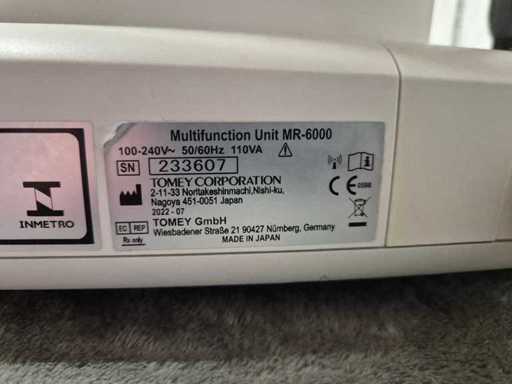 Multifunction Unit MR-6000
100-240V~ 50/60Hz 110VA
SN 233607
TOMEY CORPORATION
2-11-33 Noritakeshinmachi,Nishi-ku,
Nagoya 451-0051 Japan
2022-07
EC REP TOMEY GmbH
Wiesbadener Straße 21 90427 Nürnberg, Germany
Rx only
MADE IN JAPAN
CE 0598
INMETRO